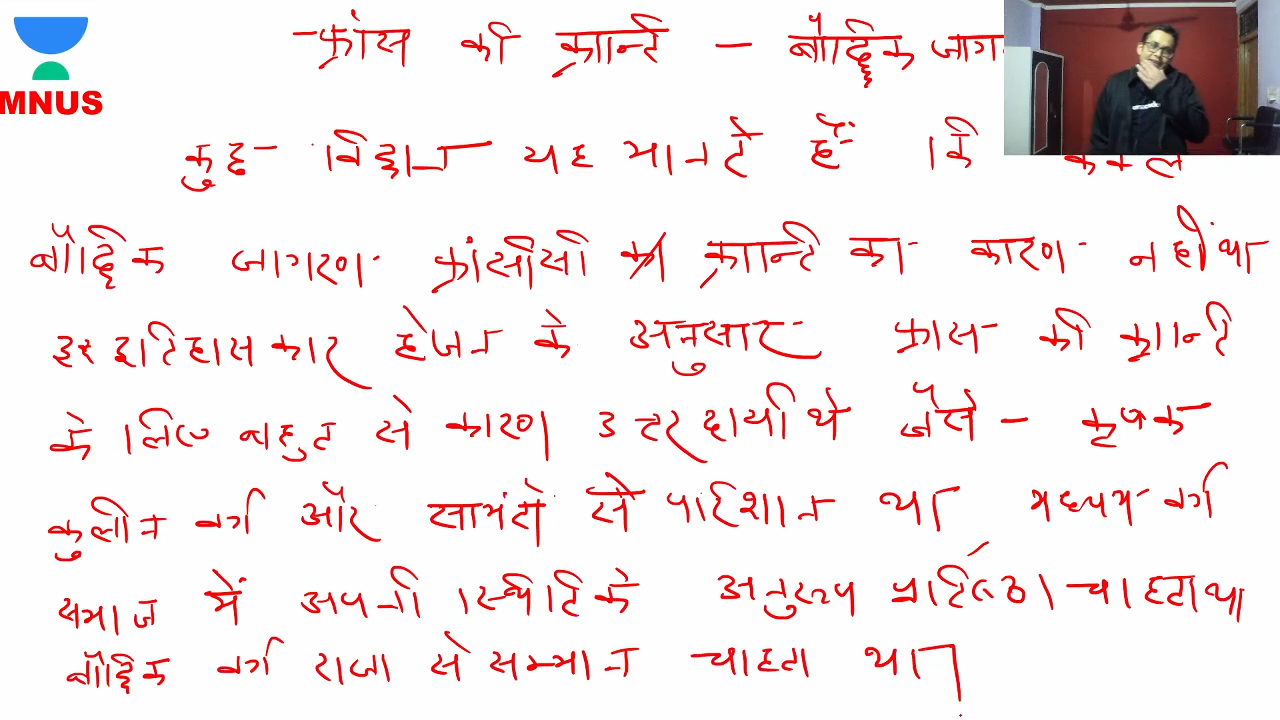 MNUS
फ्रांस की क्रान्ति – बौद्धिक जाग
कुछ विद्वान यह मानते हैं कि केवल
बौद्धिक जागरण फ्रांसीसी क्रान्ति का कारण नहीं था
इतिहासकार हेजन के अनुसार फ्रांस की क्रान्ति
के लिए बहुत से कारण उत्तरदायी थे जैसे – कृषक
कुलीन वर्ग और सामंतो से परिशान था मध्यम वर्ग
समाज में अपनी स्थिति के अनुरूप प्रतिष्ठा चाहता था
बौद्धिक वर्ग राजा से सम्मान चाहता था।